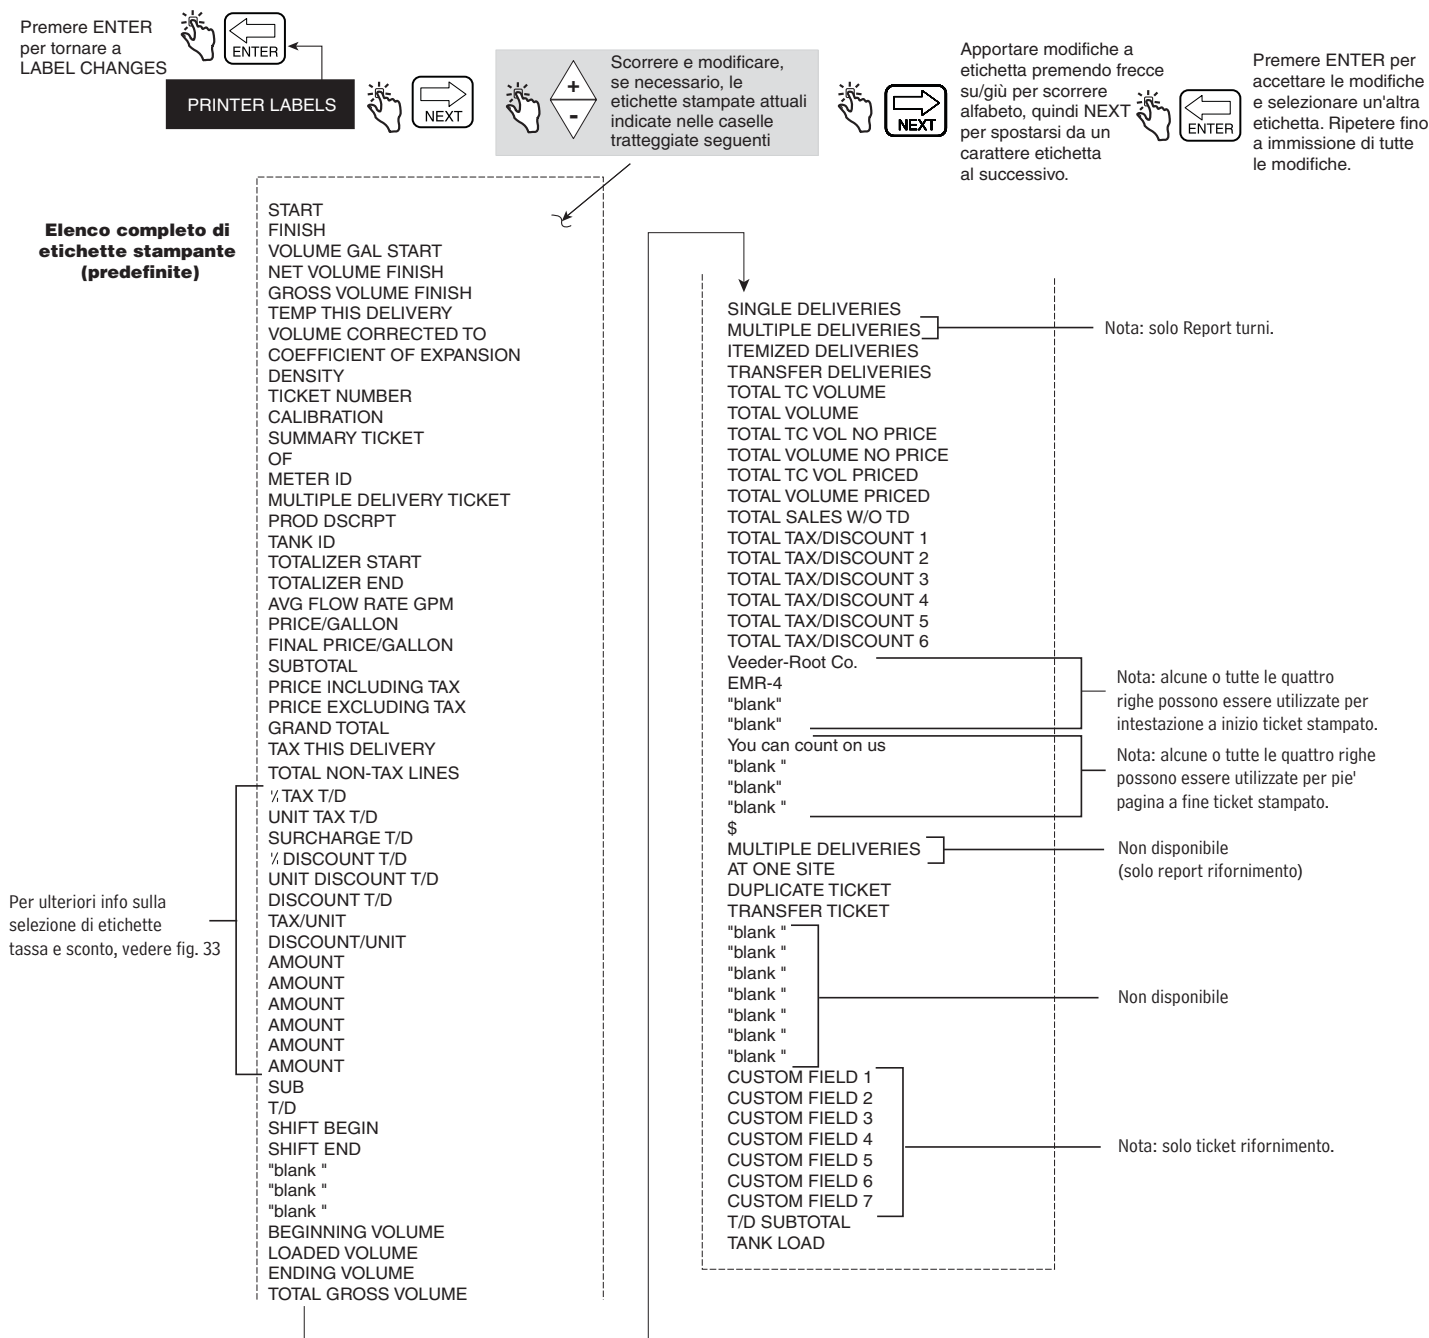 Premere ENTER
per tornare a
LABEL CHANGES
ENTER
PRINTER LABELS
NEXT
+
-
Scorrere e modificare,
se necessario, le
etichette stampate attuali
indicate nelle caselle
tratteggiate seguenti
NEXT
Apportare modifiche a
etichetta premendo frecce
su/giù per scorrere
alfabeto, quindi NEXT
per spostarsi da un
carattere etichetta
al successivo.
ENTER
Premere ENTER per
accettare le modifiche
e selezionare un'altra
etichetta. Ripetere fino
a immissione di tutte
le modifiche.
Elenco completo di
etichette stampante
(predefinite)
START
FINISH
VOLUME GAL START
NET VOLUME FINISH
GROSS VOLUME FINISH
TEMP THIS DELIVERY
VOLUME CORRECTED TO
COEFFICIENT OF EXPANSION
DENSITY
TICKET NUMBER
CALIBRATION
SUMMARY TICKET
OF
METER ID
MULTIPLE DELIVERY TICKET
PROD DSCRPT
TANK ID
TOTALIZER START
TOTALIZER END
AVG FLOW RATE GPM
PRICE/GALLON
FINAL PRICE/GALLON
SUBTOTAL
PRICE INCLUDING TAX
PRICE EXCLUDING TAX
GRAND TOTAL
TAX THIS DELIVERY
TOTAL NON-TAX LINES
% TAX T/D
UNIT TAX T/D
SURCHARGE T/D
% DISCOUNT T/D
UNIT DISCOUNT T/D
DISCOUNT T/D
TAX/UNIT
DISCOUNT/UNIT
AMOUNT
AMOUNT
AMOUNT
AMOUNT
AMOUNT
AMOUNT
SUB
T/D
SHIFT BEGIN
SHIFT END
"blank "
"blank "
"blank "
BEGINNING VOLUME
LOADED VOLUME
ENDING VOLUME
TOTAL GROSS VOLUME
Per ulteriori info sulla
selezione di etichette
tassa e sconto, vedere fig. 33
SINGLE DELIVERIES
MULTIPLE DELIVERIES
ITEMIZED DELIVERIES
TRANSFER DELIVERIES
TOTAL TC VOLUME
TOTAL VOLUME
TOTAL TC VOL NO PRICE
TOTAL VOLUME NO PRICE
TOTAL TC VOL PRICED
TOTAL VOLUME PRICED
TOTAL SALES W/O TD
TOTAL TAX/DISCOUNT 1
TOTAL TAX/DISCOUNT 2
TOTAL TAX/DISCOUNT 3
TOTAL TAX/DISCOUNT 4
TOTAL TAX/DISCOUNT 5
TOTAL TAX/DISCOUNT 6
Veeder-Root Co.
EMR-4
"blank"
"blank"
You can count on us
"blank "
"blank"
"blank "
$
MULTIPLE DELIVERIES
AT ONE SITE
DUPLICATE TICKET
TRANSFER TICKET
"blank "
"blank "
"blank "
"blank "
"blank "
"blank "
"blank "
CUSTOM FIELD 1
CUSTOM FIELD 2
CUSTOM FIELD 3
CUSTOM FIELD 4
CUSTOM FIELD 5
CUSTOM FIELD 6
CUSTOM FIELD 7
T/D SUBTOTAL
TANK LOAD
Nota: solo Report turni.
Nota: alcune o tutte le quattro
righe possono essere utilizzate per
intestazione a inizio ticket stampato.
Nota: alcune o tutte le quattro righe
possono essere utilizzate per pie'
pagina a fine ticket stampato.
Non disponibile
(solo report rifornimento)
Non disponibile
Nota: solo ticket rifornimento.